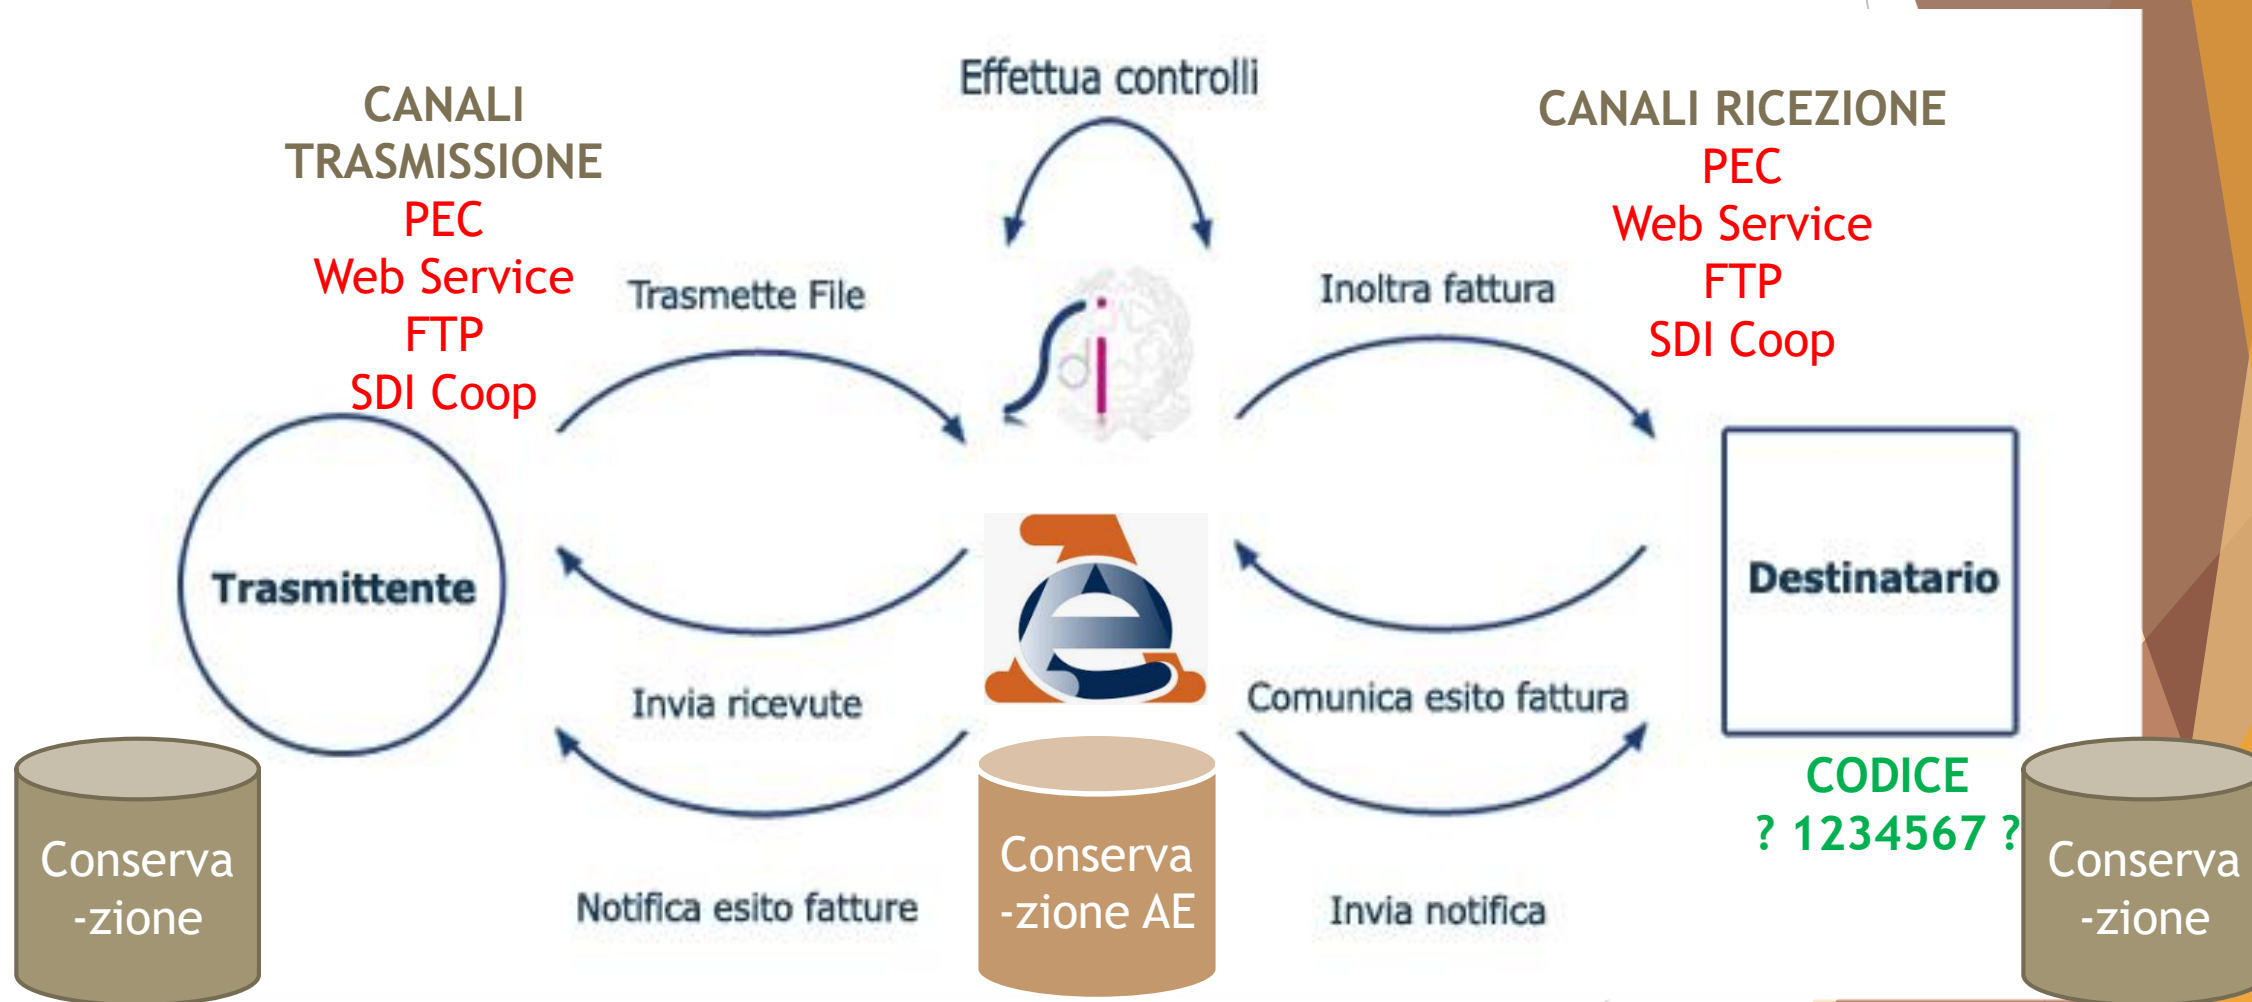 Effettua controlli
CANALI
TRASMISSIONE
PEC
Web Service
FTP
SDI Coop
CANALI RICEZIONE
PEC
Web Service
FTP
SDI Coop
Trasmette File
Inoltra fattura
Sdi
Trasmittente
e
Destinatario
Invia ricevute
Comunica esito fattura
CODICE
? 1234567 ?
Conserva
-zione
Conserva
-zione AE
Conserva
-zione
Notifica esito fatture
Invia notifica